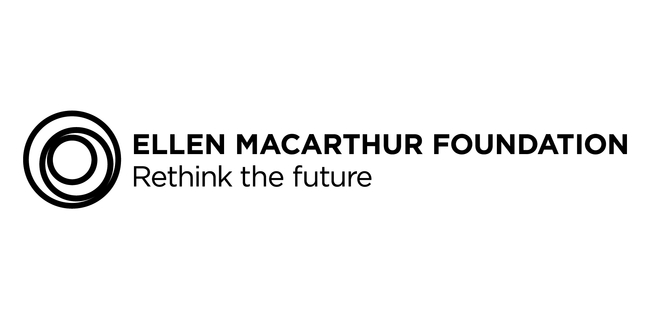 ELLEN MACARTHUR FOUNDATION
Rethink the future